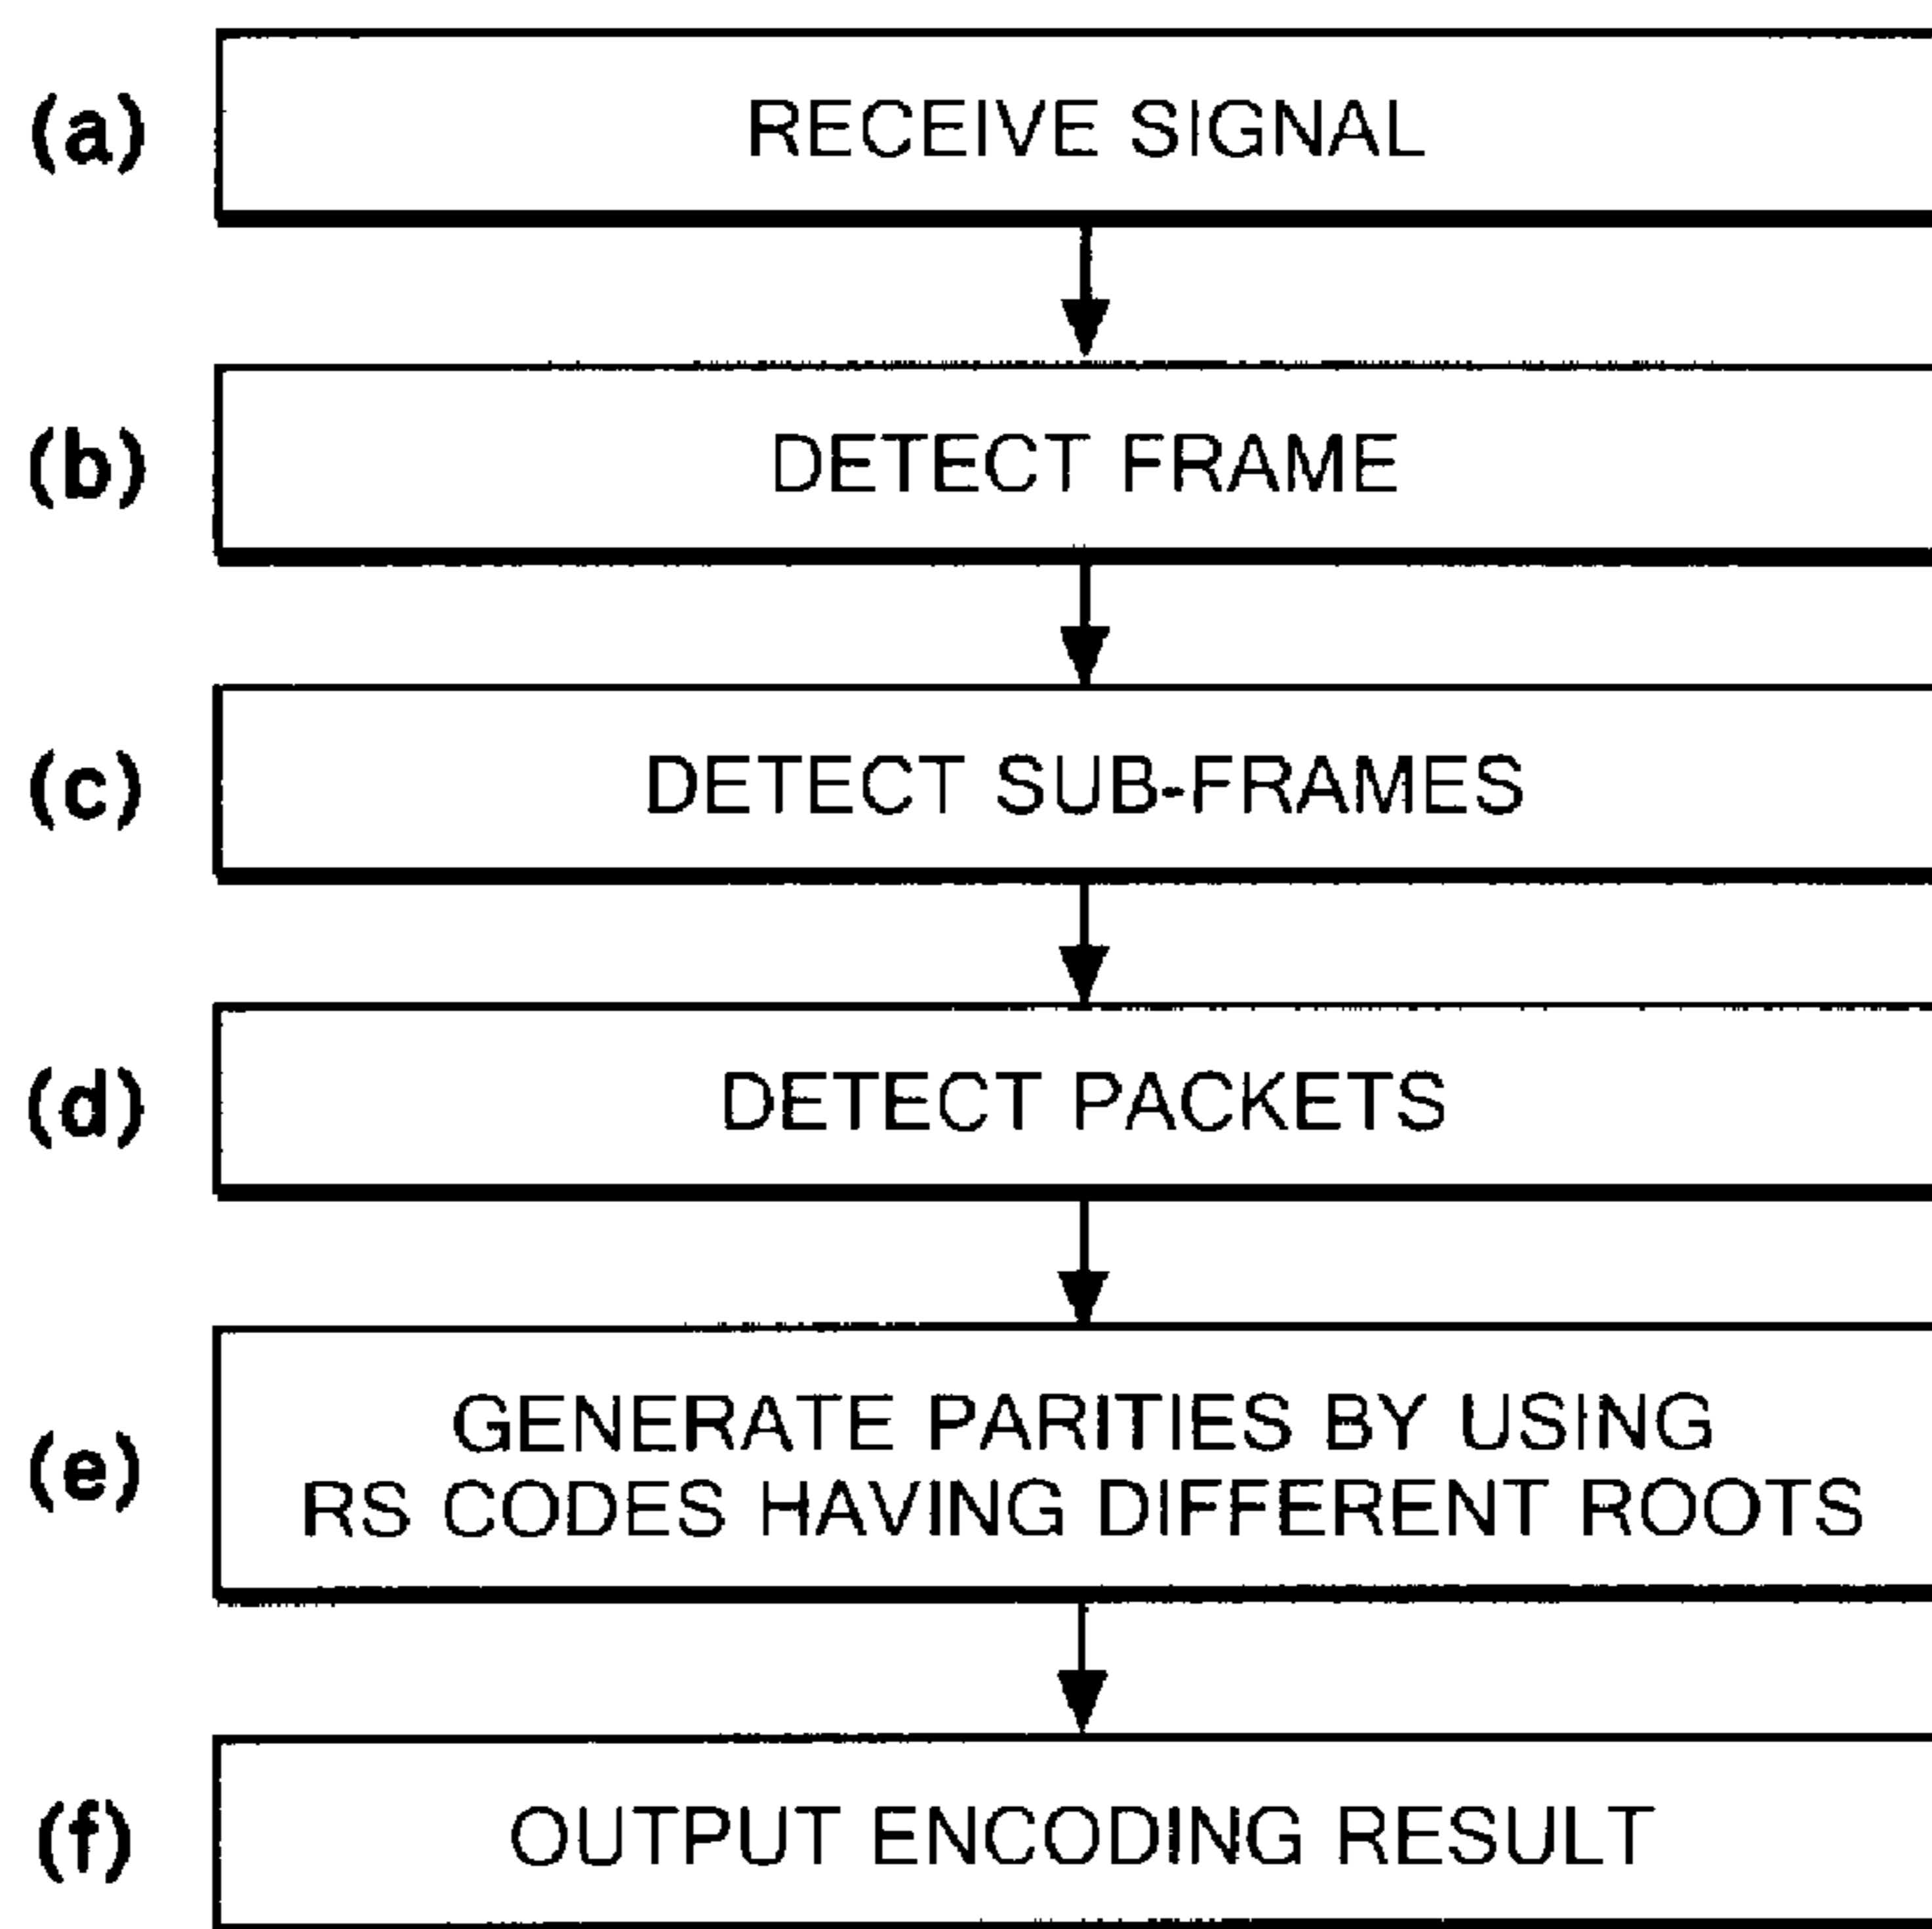 (a) RECEIVE SIGNAL
(b) DETECT FRAME
(c) DETECT SUB-FRAMES
(d) DETECT PACKETS
(e) GENERATE PARITIES BY USING
RS CODES HAVING DIFFERENT ROOTS
(f) OUTPUT ENCODING RESULT